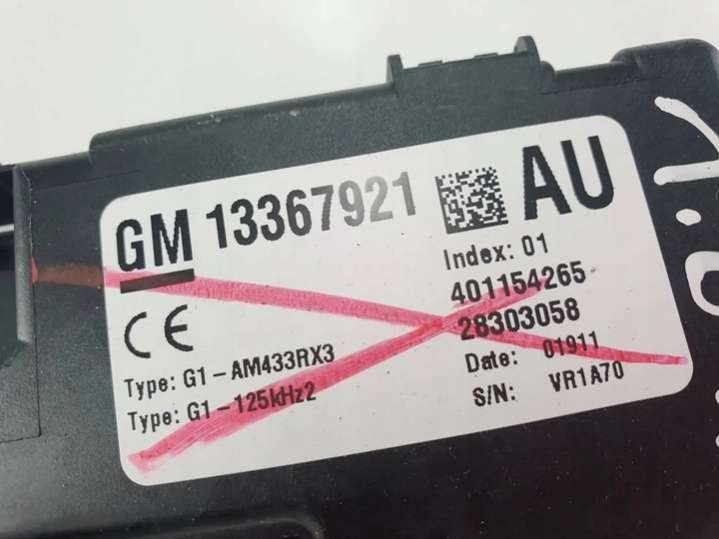 GM 13367921 AU
Index: 01
401154265
28303058
CE
Type: G1-AM433RX3
Date: 01911
Type: G1-125kHz2
S/N: VR1A70